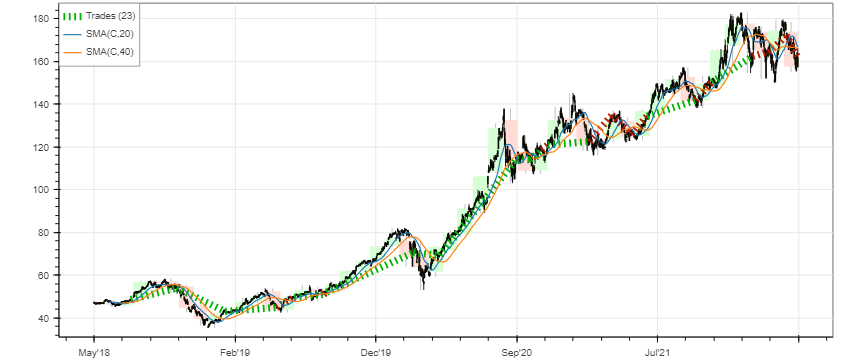 Trades (23)
SMA(C,20)
SMA(C,40)
180
160
140
120
100
80
60
40
May'18
Feb'19
Dec'19
Sep'20
Jul'21